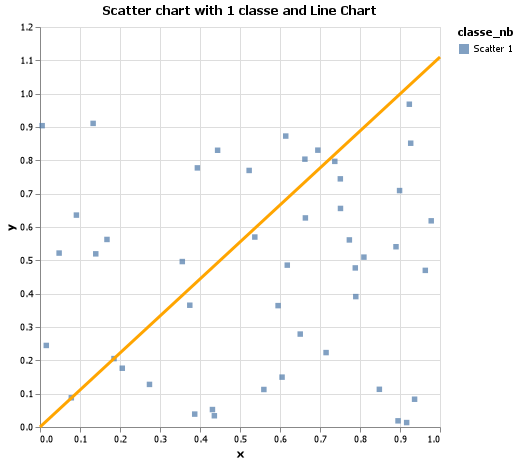 Scatter chart with 1 classe and Line Chart
classe_nb
Scatter 1
y
1.2
1.1
1.0
0.9
0.8
0.7
0.6
0.5
0.4
0.3
0.2
0.1
0.0
0.0 0.1 0.2 0.3 0.4 0.5 0.6 0.7 0.8 0.9 1.0
x